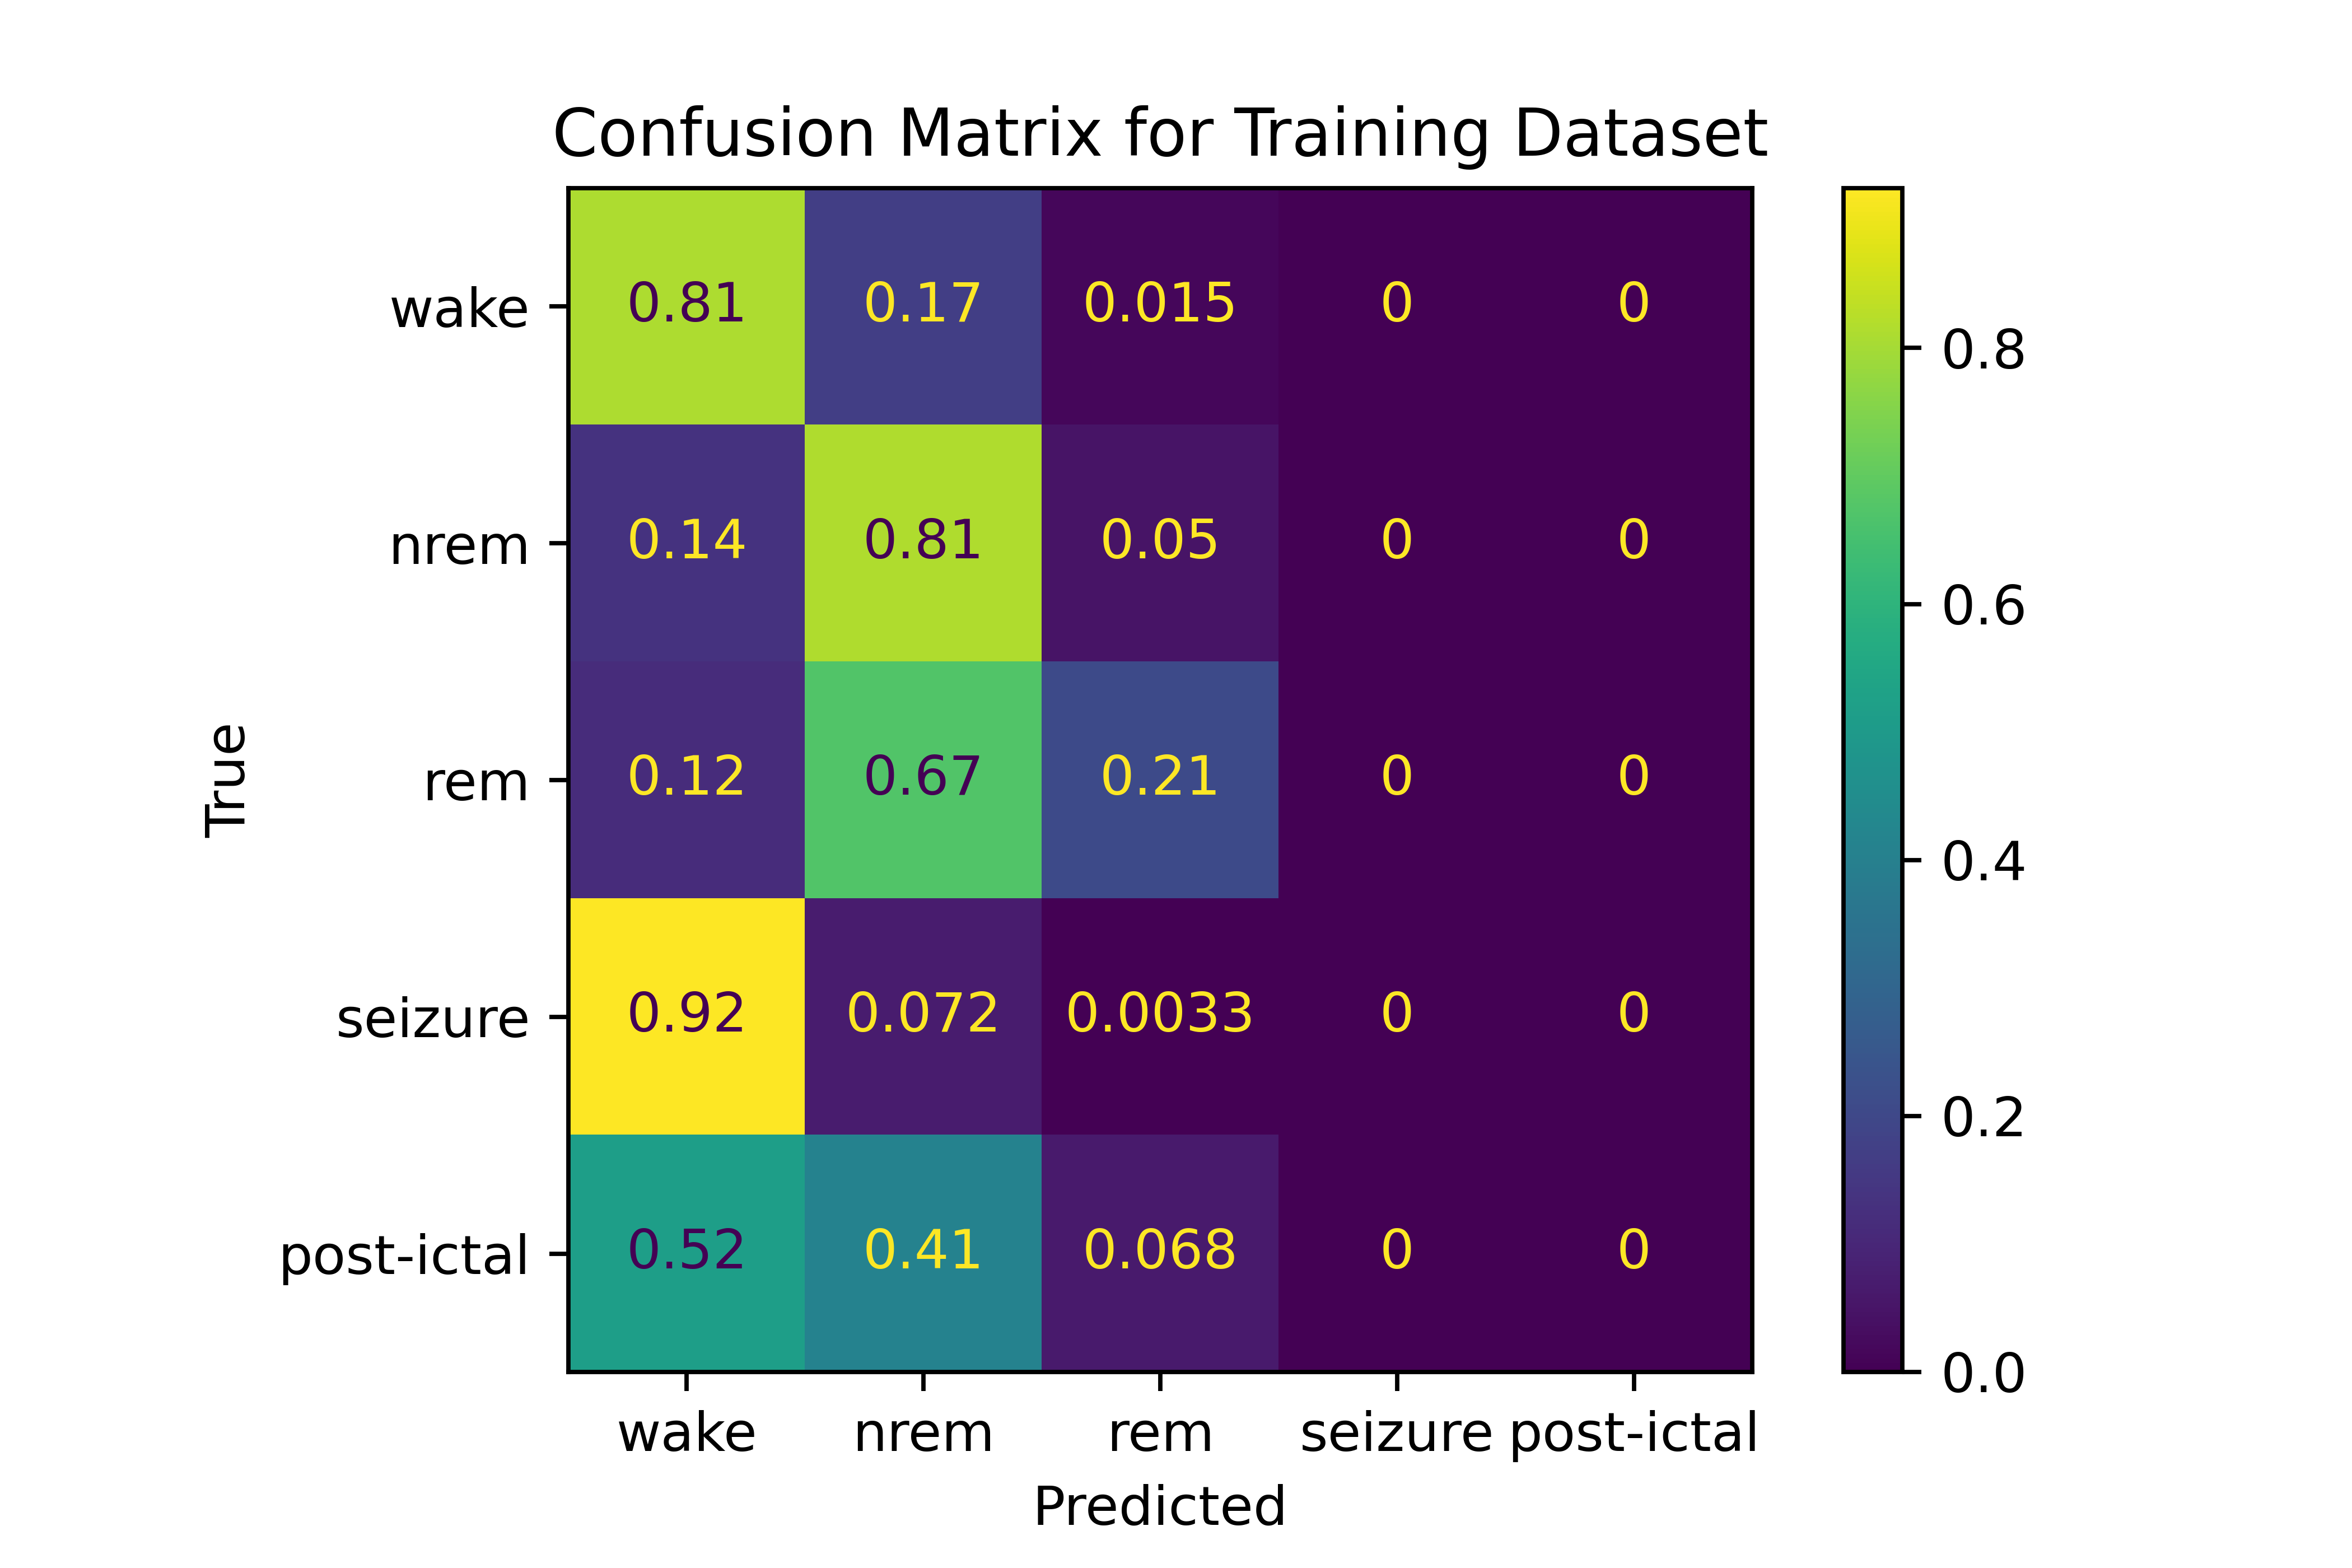 Confusion Matrix for Training Dataset
wake 0.81 0.17 0.015 0 0
nrem 0.14 0.81 0.05 0 0
rem 0.12 0.67 0.21 0 0
seizure 0.92 0.072 0.0033 0 0
post-ictal 0.52 0.41 0.068 0 0
True
wake nrem rem seizure post-ictal
Predicted
0.8
0.6
0.4
0.2
0.0